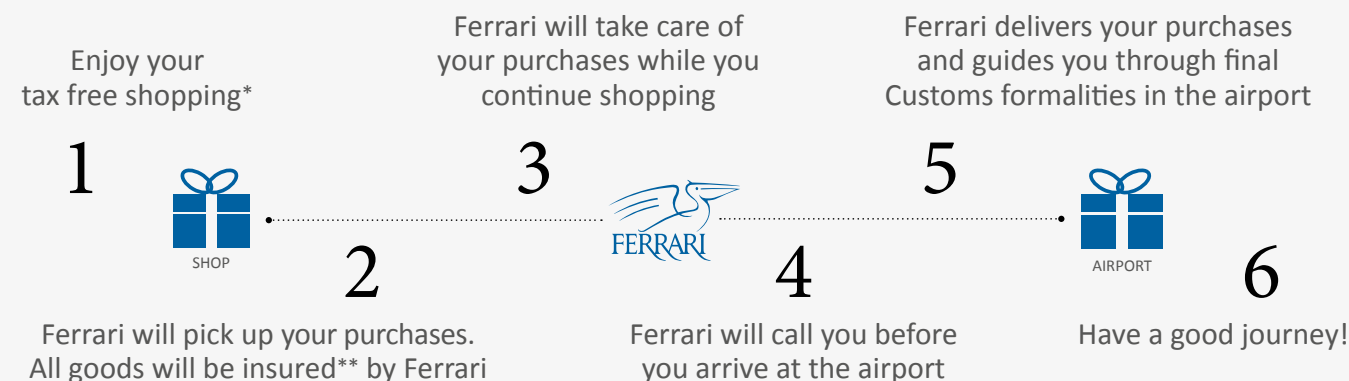 Enjoy your
tax free shopping*
1
SHOP
2
Ferrari will pick up your purchases.
All goods will be insured** by Ferrari
Ferrari will take care of
your purchases while you
continue shopping
3
FERRARI
4
Ferrari will call you before
you arrive at the airport
Ferrari delivers your purchases
and guides you through final
Customs formalities in the airport
5
AIRPORT
6
Have a good journey!